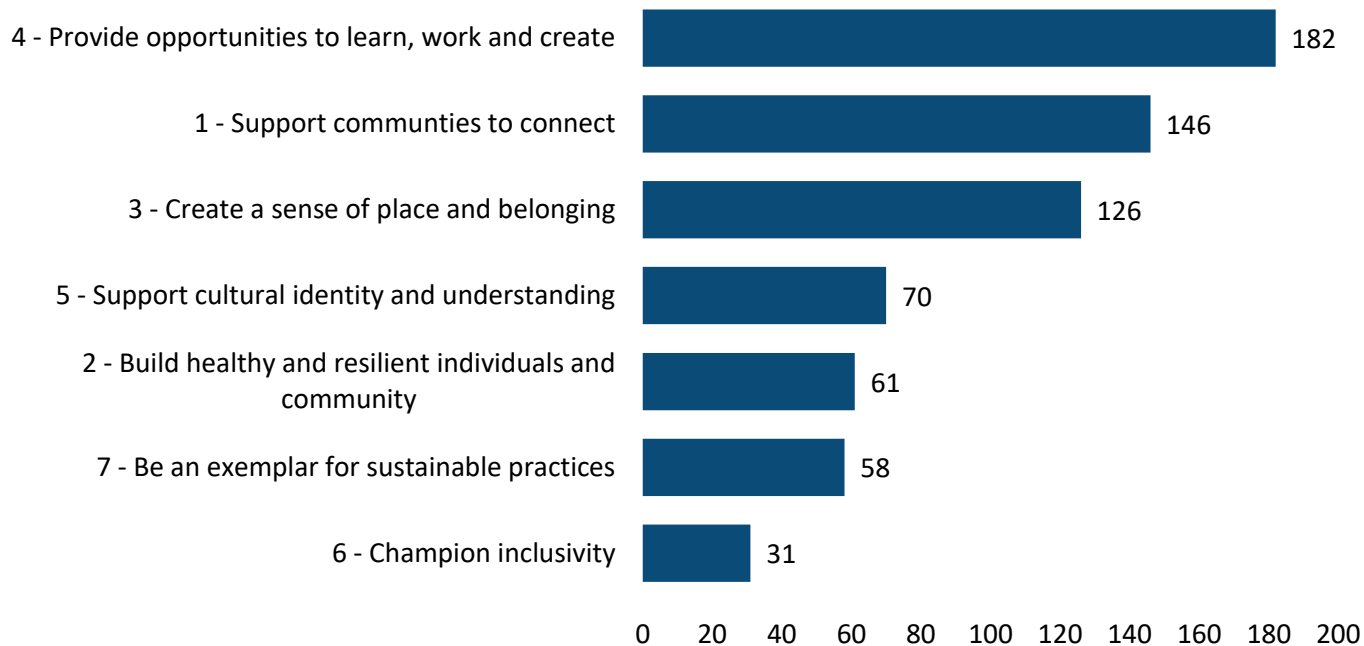 4 - Provide opportunities to learn, work and create
182
1 - Support communties to connect
146
3 - Create a sense of place and belonging
126
5 - Support cultural identity and understanding
70
2 - Build healthy and resilient individuals and
community
61
7 - Be an exemplar for sustainable practices
58
6 - Champion inclusivity
31
0 20 40 60 80 100 120 140 160 180 200